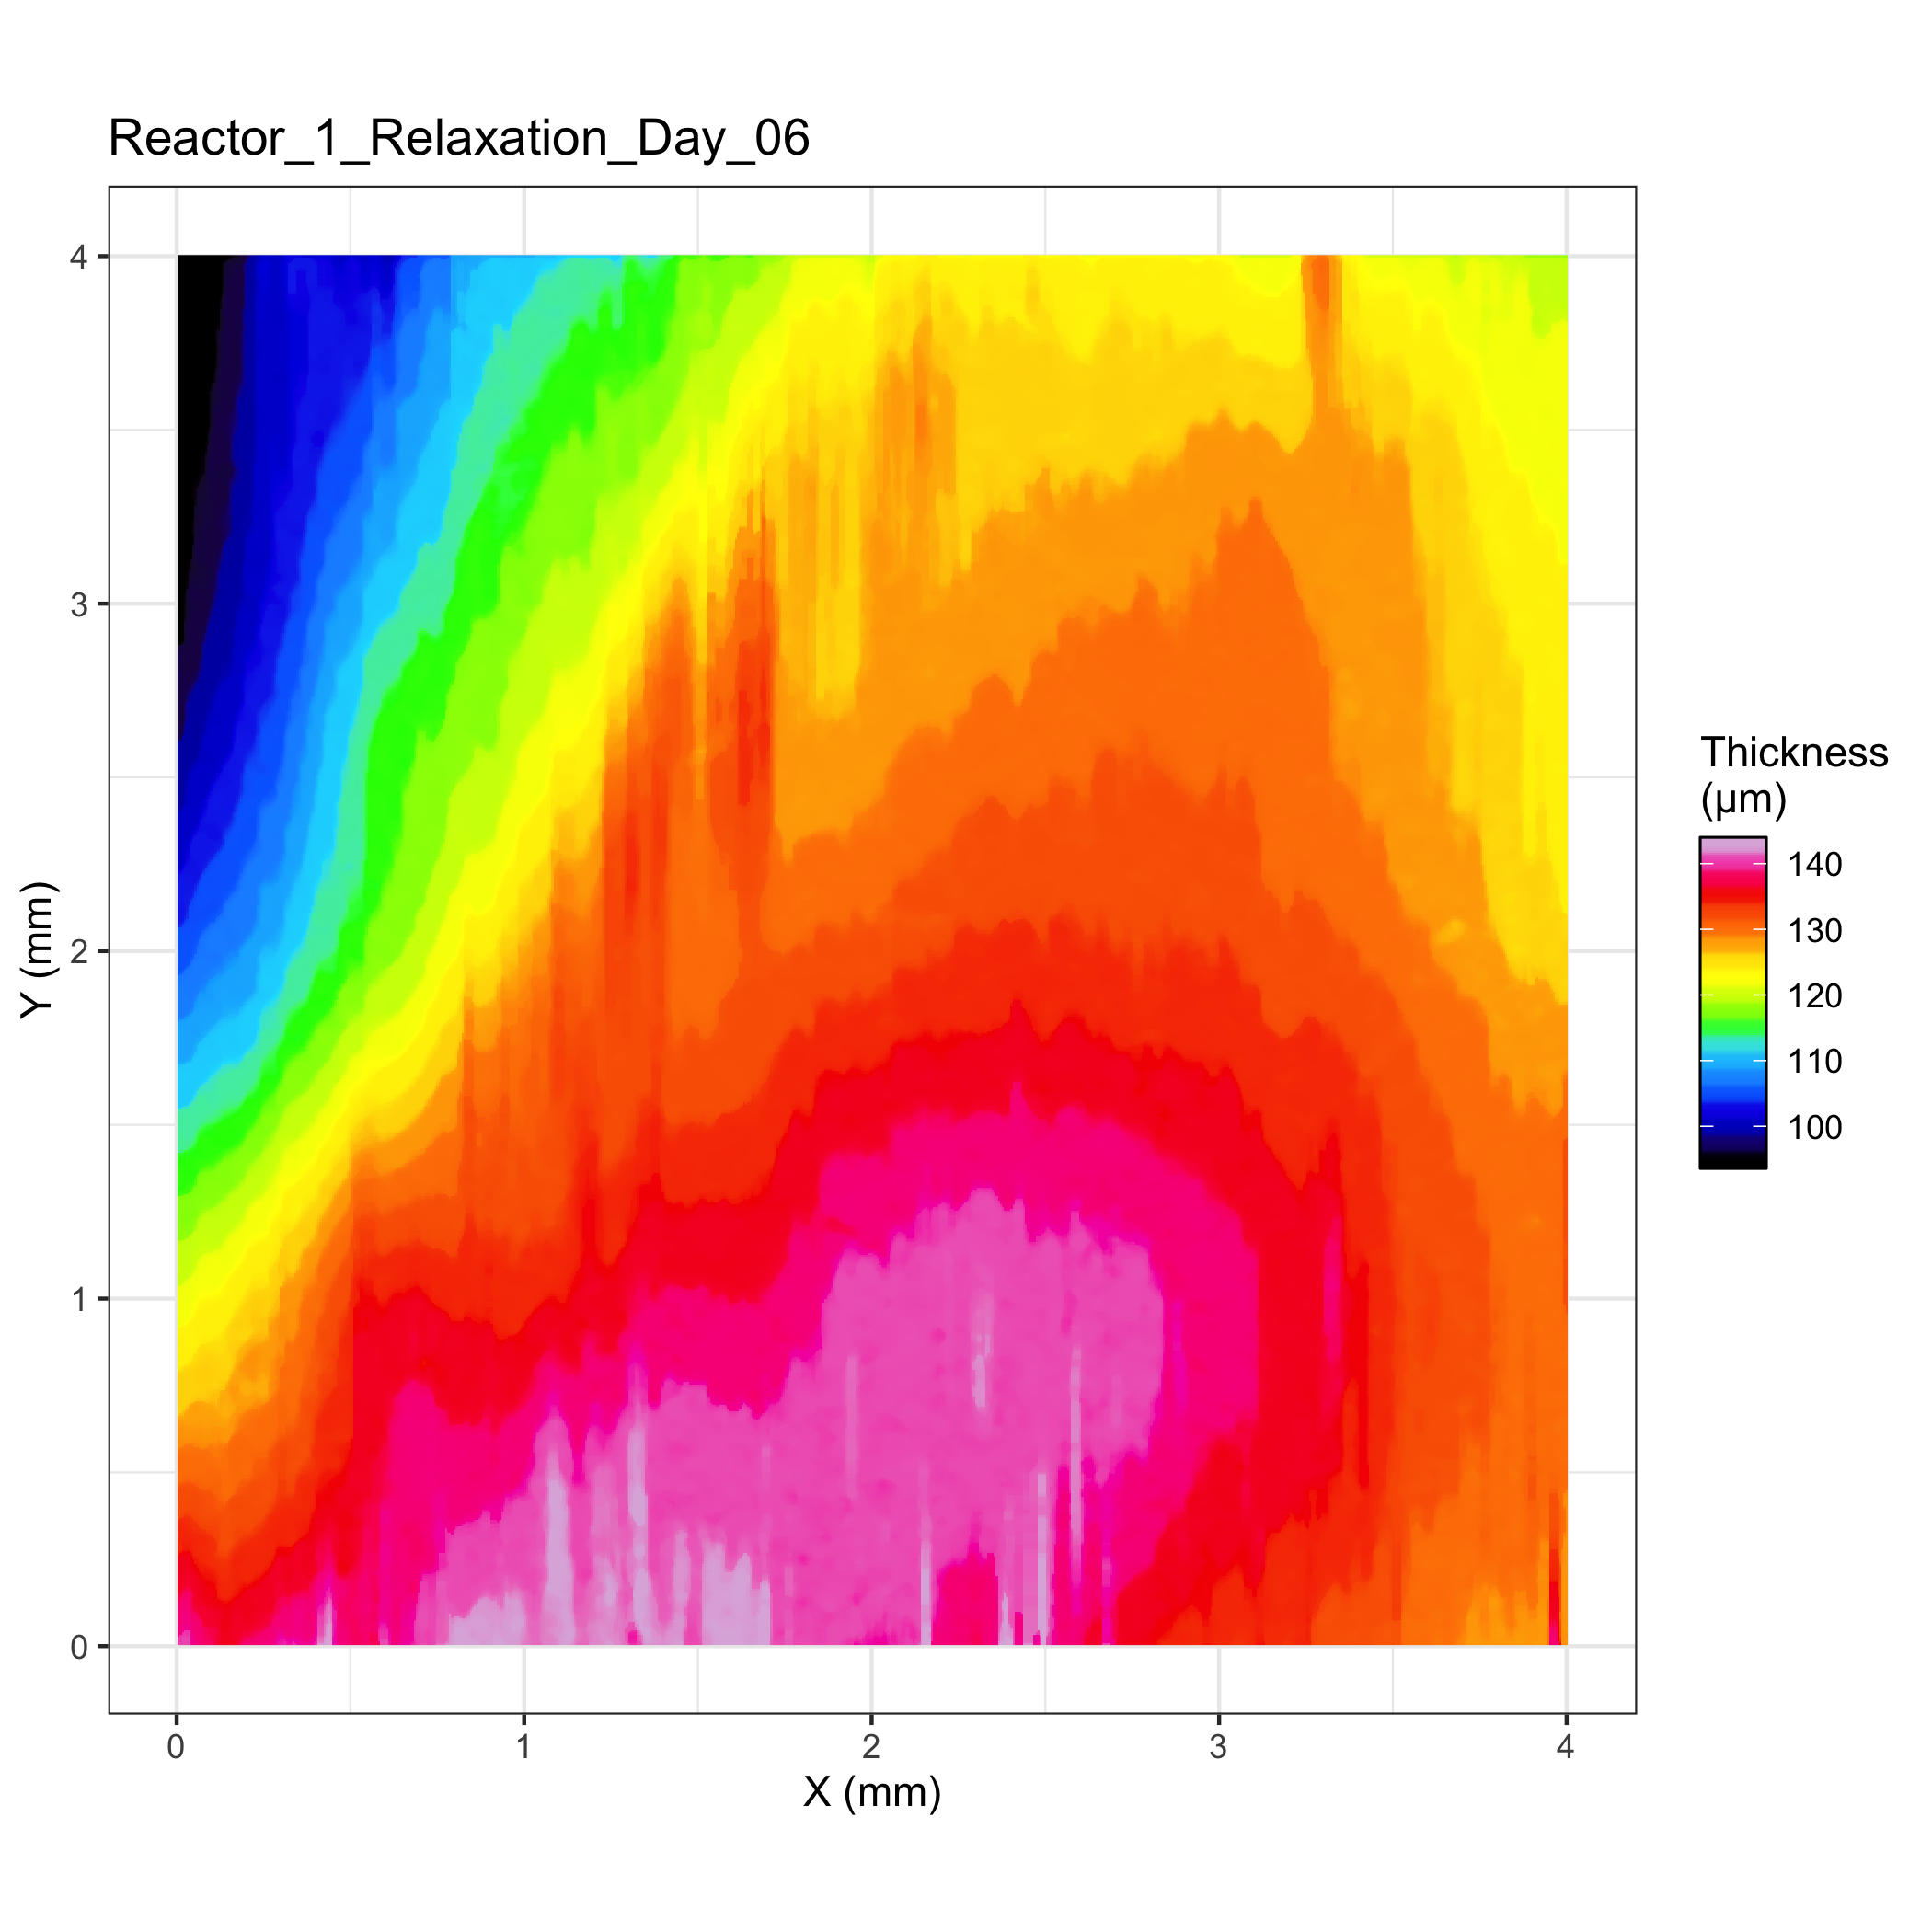 Reactor_1_Relaxation_Day_06
4
3
2
1
0
Y (mm)
0 1 2 3 4
X (mm)
Thickness
(μm)
140
130
120
110
100